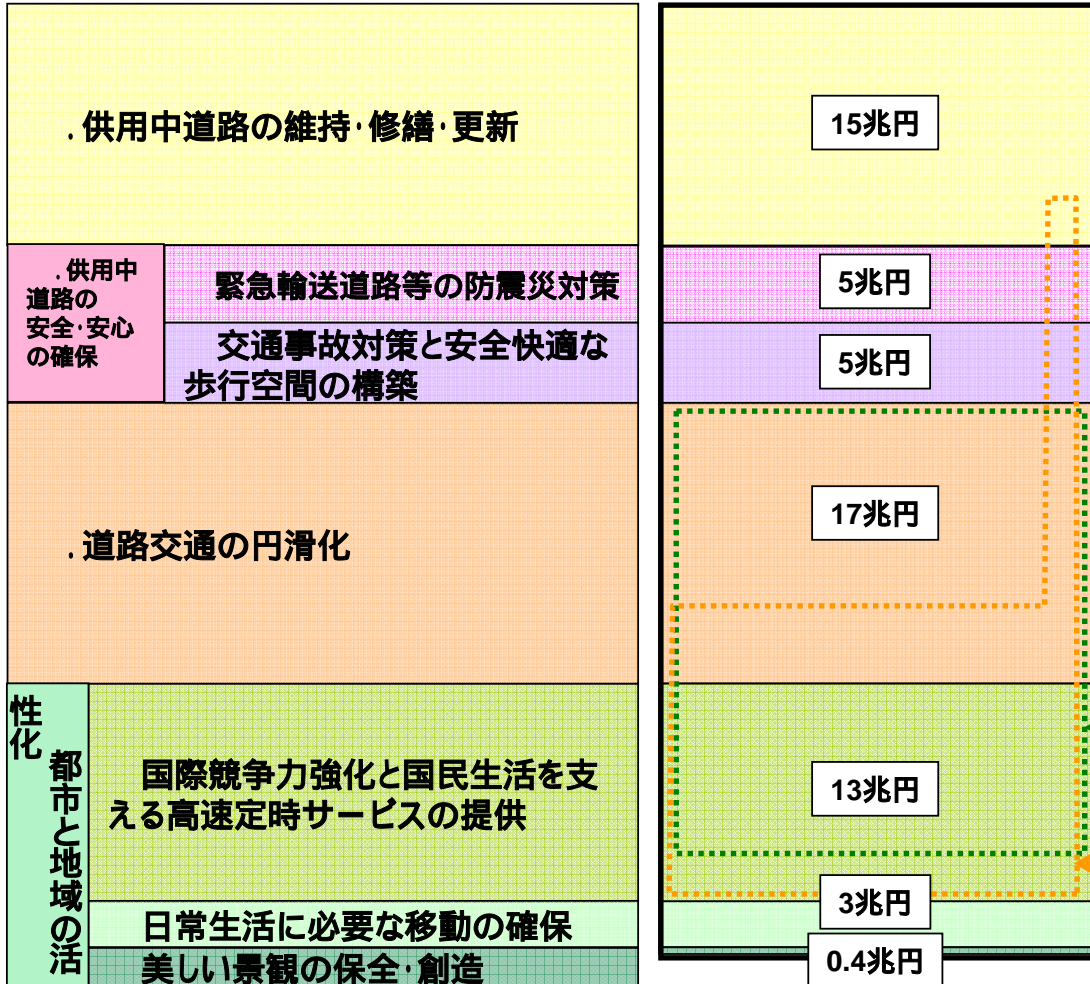 .供用中道路の維持・修繕・更新
15兆円
.供用中
道路の
安全・安心
の確保
緊急輸送道路等の防震災対策
5兆円
交通事故対策と安全快適な
歩行空間の構築
5兆円
.道路交通の円滑化
17兆円
都市と地域の活
性化
国際競争力強化と国民生活を支
える高速定時サービスの提供
13兆円
日常生活に必要な移動の確保
3兆円
美しい景観の保全・創造
0.4兆円